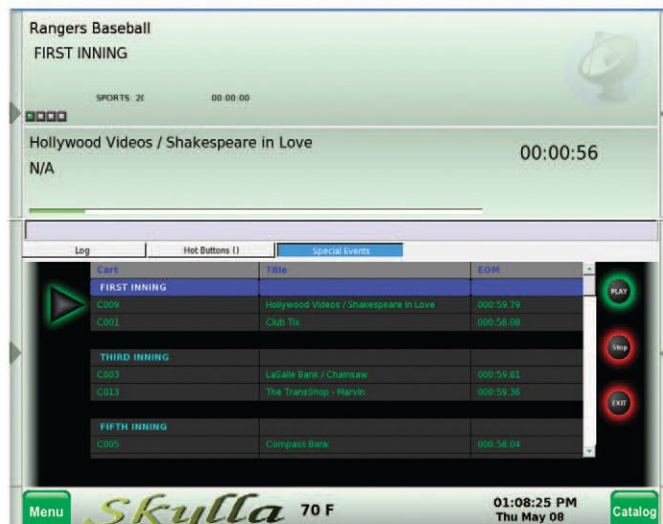 Rangers Baseball
FIRST INNING
SPORTS: 20 00:00:00
Hollywood Videos / Shakespeare in Love
N/A
00:00:56
Log Hot Buttons () Special Events
Cart Title EOM
FIRST INNING
C009 Hollywood Videos / Shakespeare in Love 000:59.79
C001 Club Tix 000:58.08
THIRD INNING
C003 LaSalle Bank / Chainsaw 000:59.81
C013 The TransShop - Marvin 000:59.36
FIFTH INNING
C005 Compass Bank 000:58.04
PLAY
Stop
EXIT
Menu Skylla 70 F 01:08:25 PM
Thu May 08 Catalog